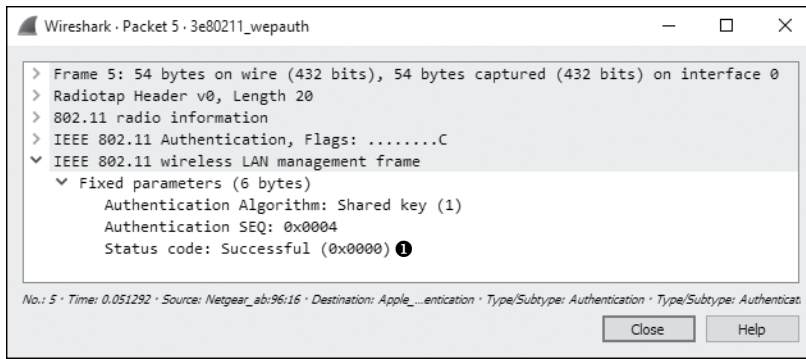 Wireshark · Packet 5 · 3e80211_wepauth
Frame 5: 54 bytes on wire (432 bits), 54 bytes captured (432 bits) on interface 0
Radiotap Header v0, Length 20
802.11 radio information
IEEE 802.11 Authentication, Flags: ........C
IEEE 802.11 wireless LAN management frame
Fixed parameters (6 bytes)
Authentication Algorithm: Shared key (1)
Authentication SEQ: 0x0004
Status code: Successful (0x0000) ❶
No.: 5 · Time: 0.051292 · Source: Netgear_ab:96:16 · Destination: Apple_...entication · Type/Subtype: Authentication · Type/Subtype: Authenticati
Close Help